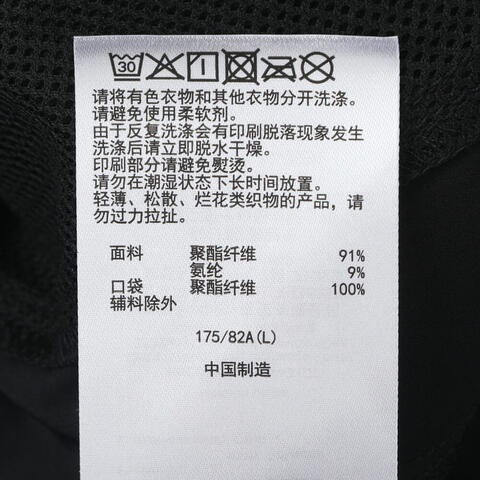 30
请将有色衣物和其他衣物分开洗涤。
请避免使用柔软剂。
由于反复洗涤会有印刷脱落现象发生
洗涤后请立即脱水干燥。
印刷部分请避免熨烫。
请勿在潮湿状态下长时间放置。
轻薄、松散、烂花类织物的产品，请
勿过力拉扯。
面料 聚酯纤维 91%
氨纶 9%
口袋 聚酯纤维 100%
辅料除外
175/82A(L)
中国制造